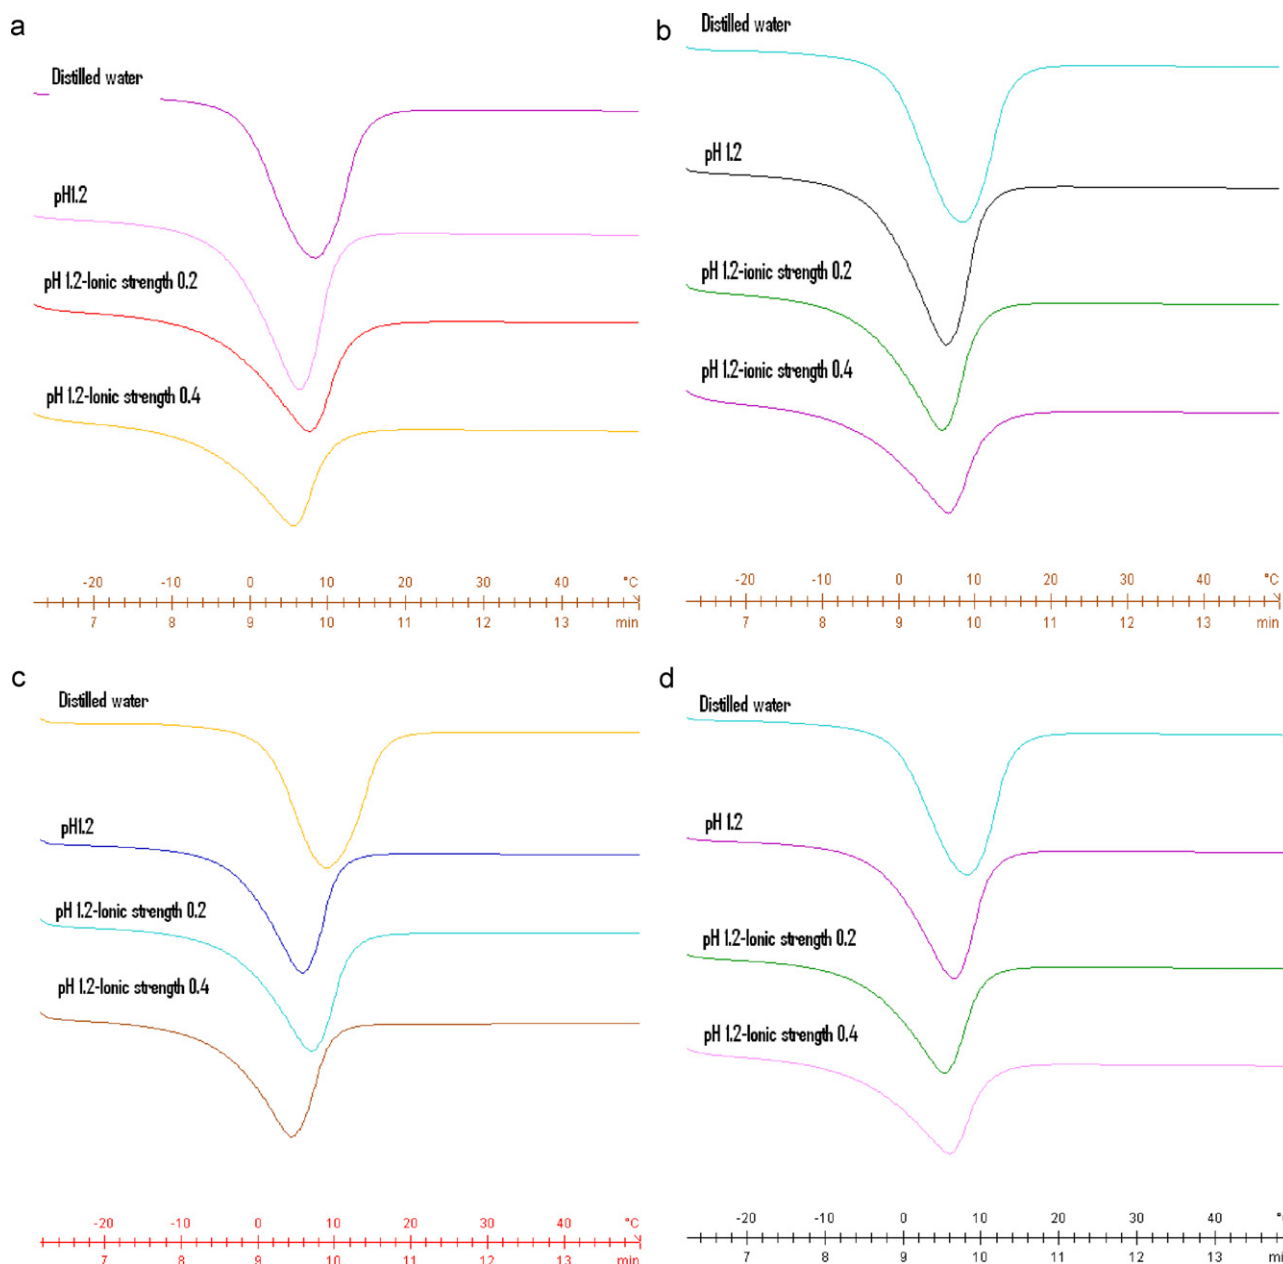 a
Distilled water
pH1.2
pH 1.2-Ionic strength 0.2
pH 1.2-Ionic strength 0.4
-20 -10 0 10 20 30 40 °C
7 8 9 10 11 12 13 min
b
Distilled water
pH 1.2
pH 1.2-ionic strength 0.2
pH 1.2-ionic strength 0.4
-20 -10 0 10 20 30 40 °C
7 8 9 10 11 12 13 min
c
Distilled water
pH1.2
pH 1.2-Ionic strength 0.2
pH 1.2-Ionic strength 0.4
-20 -10 0 10 20 30 40 °C
7 8 9 10 11 12 13 min
d
Distilled water
pH 1.2
pH 1.2-Ionic strength 0.2
pH 1.2-Ionic strength 0.4
-20 -10 0 10 20 30 40
7 8 9 10 11 12 13